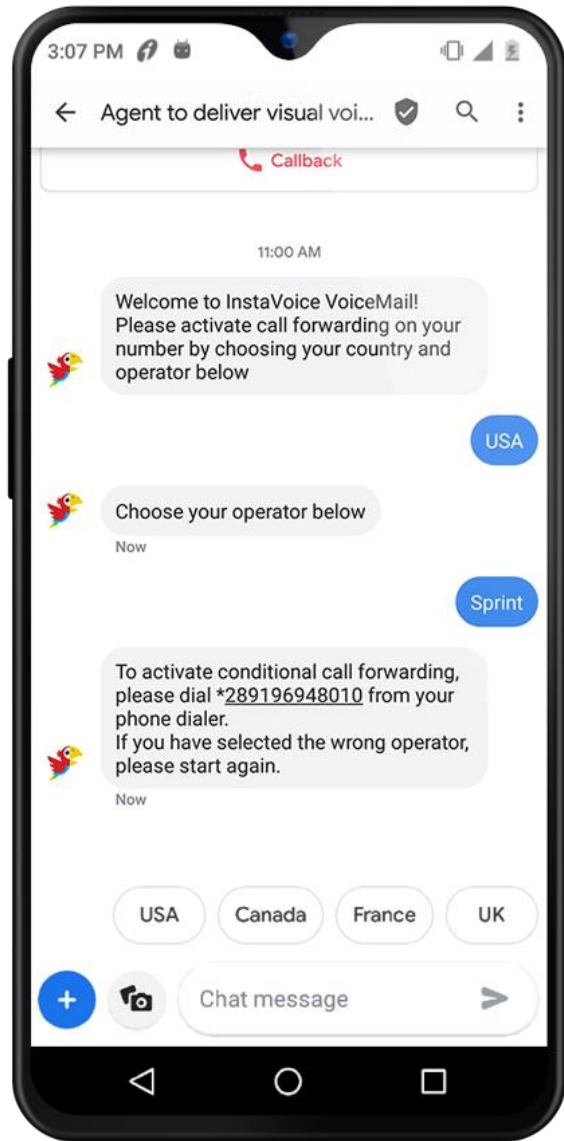 3:07 PM
Agent to deliver visual voi...
Callback
11:00 AM
Welcome to InstaVoice VoiceMail!
Please activate call forwarding on your
number by choosing your country and
operator below
USA
Choose your operator below
Now
Sprint
To activate conditional call forwarding,
please dial *289196948010 from your
phone dialer.
If you have selected the wrong operator,
please start again.
Now
USA Canada France UK
Chat message